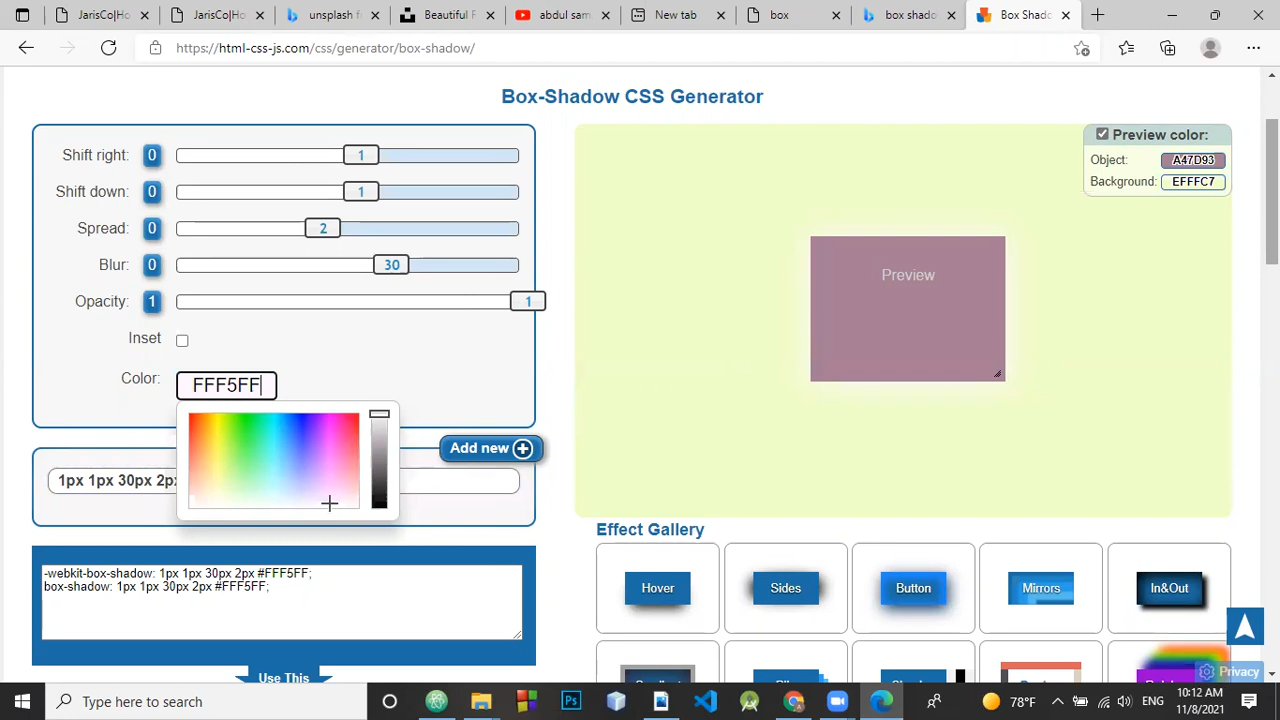 JarisCo|Ho
JarisCo|Ho
unsplash f
Beautiful F
abdul sam
New tab
box
box shado
Box Shado
https://html-css-js.com/css/generator/box-shadow/
Box-Shadow CSS Generator
Shift right: 0 1
Shift down: 0 1
Spread: 0 2
Blur: 0 30
Opacity: 1 1
Inset
Color: FFF5FF
Add new
1px 1px 30px 2px
-webkit-box-shadow: 1px 1px 30px 2px #FFF5FF;
box-shadow: 1px 1px 30px 2px #FFF5FF;
Use This
Preview color:
Object: A47D93
Background: EFFFC7
Preview
Effect Gallery
Hover
Sides
Button
Mirrors
In&Out
Privacy
Type here to search
78°F
ENG
10:12 AM
11/8/2021